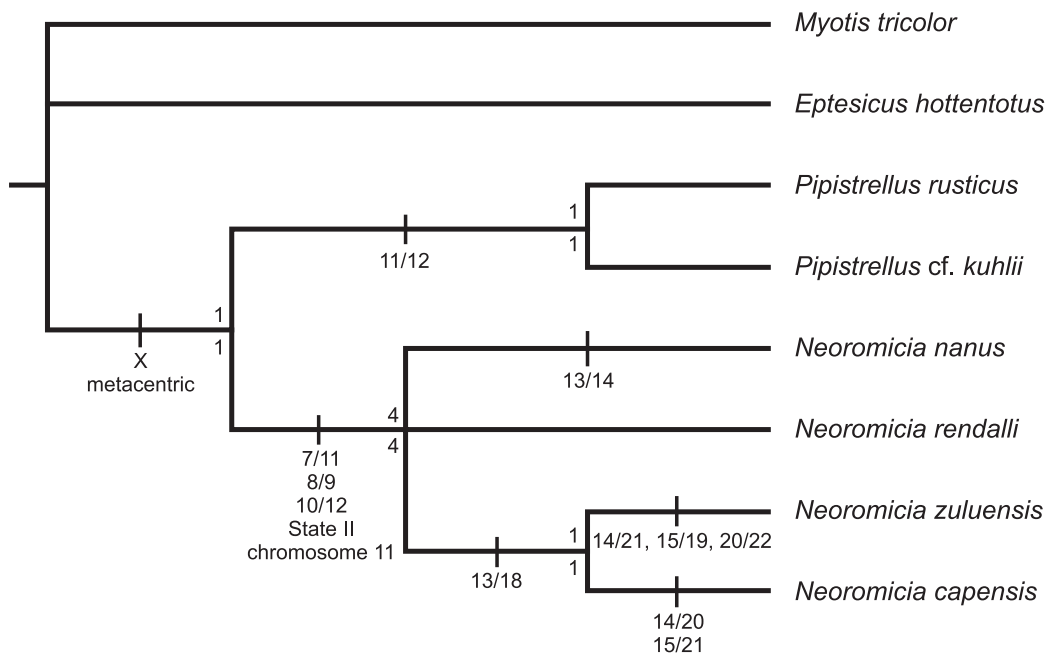 Myotis tricolor
Eptesicus hottentotus
Pipistrellus rusticus
1
1
11/12
Pipistrellus cf. kuhlii
1
1
X
metacentric
Neoromicia nanus
13/14
4
4
Neoromicia rendalli
7/11
8/9
10/12
State II
chromosome 11
Neoromicia zuluensis
1
1
14/21, 15/19, 20/22
13/18
Neoromicia capensis
14/20
15/21